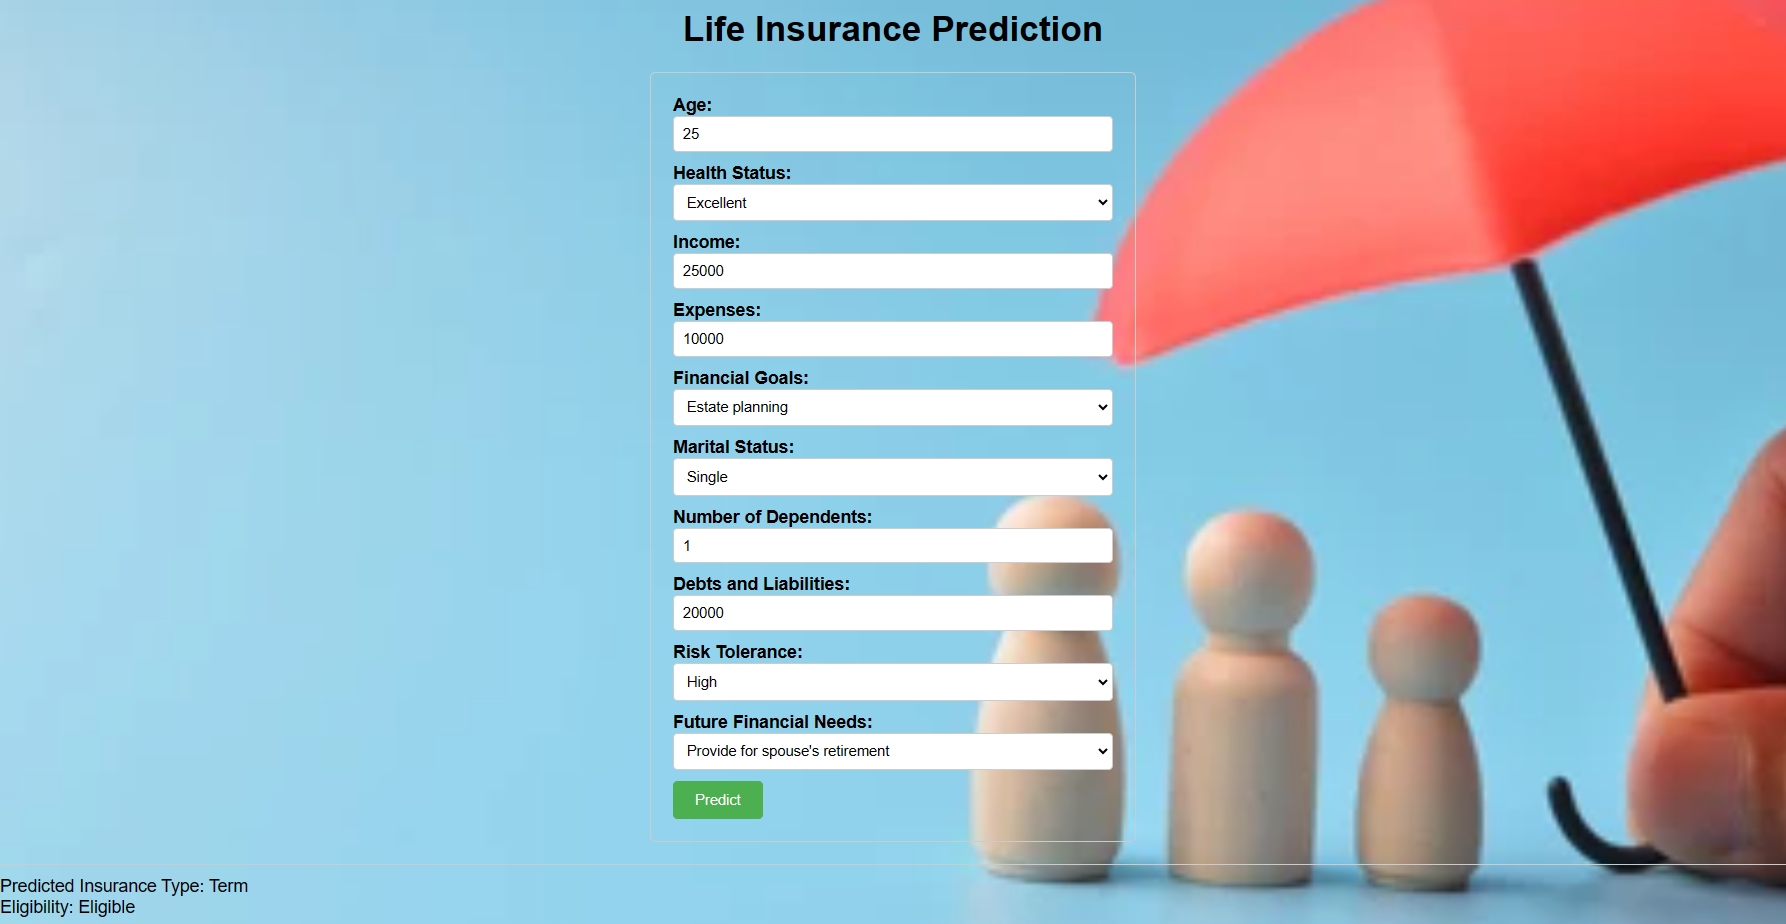 Life Insurance Prediction
Age:
25
Health Status:
Excellent
Income:
25000
Expenses:
10000
Financial Goals:
Estate planning
Marital Status:
Single
Number of Dependents:
1
Debts and Liabilities:
20000
Risk Tolerance:
High
Future Financial Needs:
Provide for spouse's retirement
Predict
Predicted Insurance Type: Term
Eligibility: Eligible